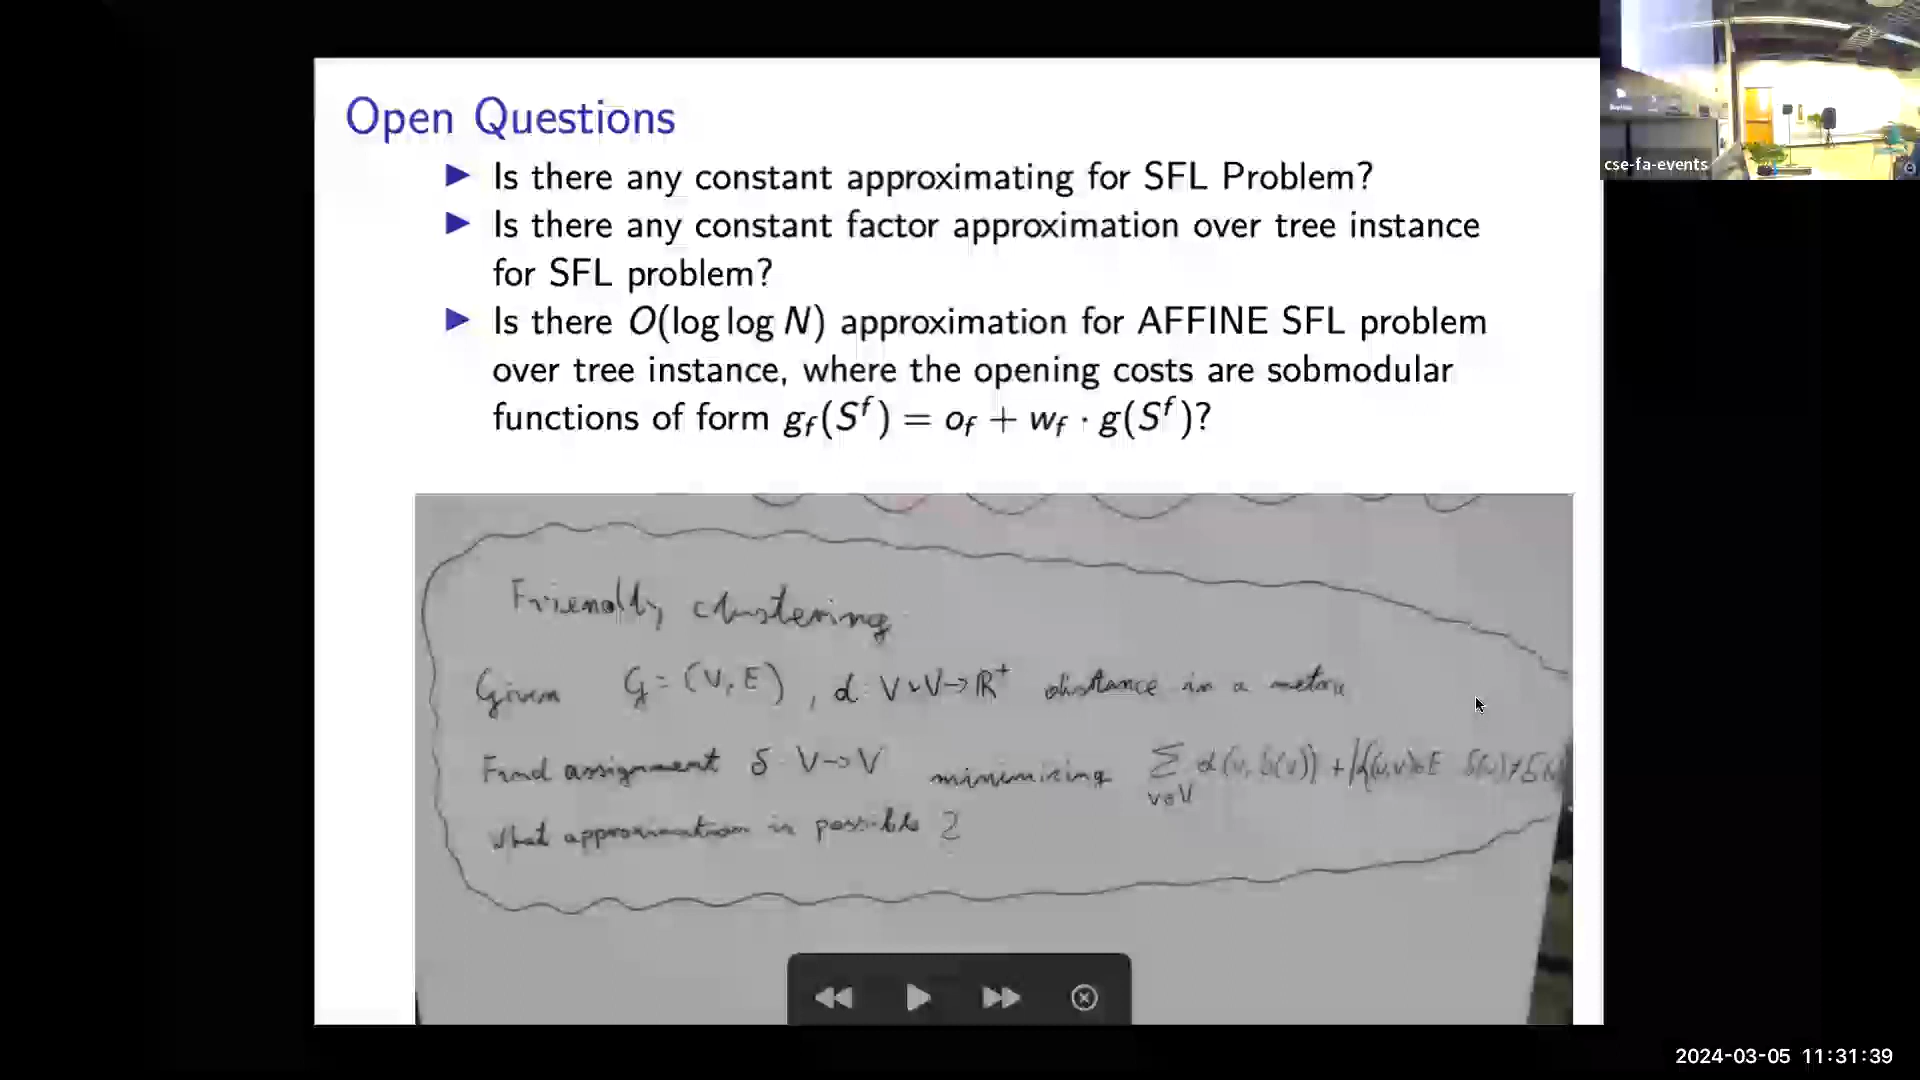 Open Questions
Is there any constant approximating for SFL Problem?
Is there any constant factor approximation over tree instance
for SFL problem?
Is there O(log log N) approximation for AFFINE SFL problem
over tree instance, where the opening costs are sobmodular
functions of form g_f(S^f) = o_f + w_f · g(S^f)?
Friendly clustering
Given G = (V, E), d: V×V→ℝ⁺ distance in a metric
Find assignment δ: V→V minimizing ∑_{v∈V} d(v, δ(v)) + |{(u,v)∈E δ(u)≠δ(v)
What approximation is possible?
cse-fa-events
2024-03-05 11:31:39